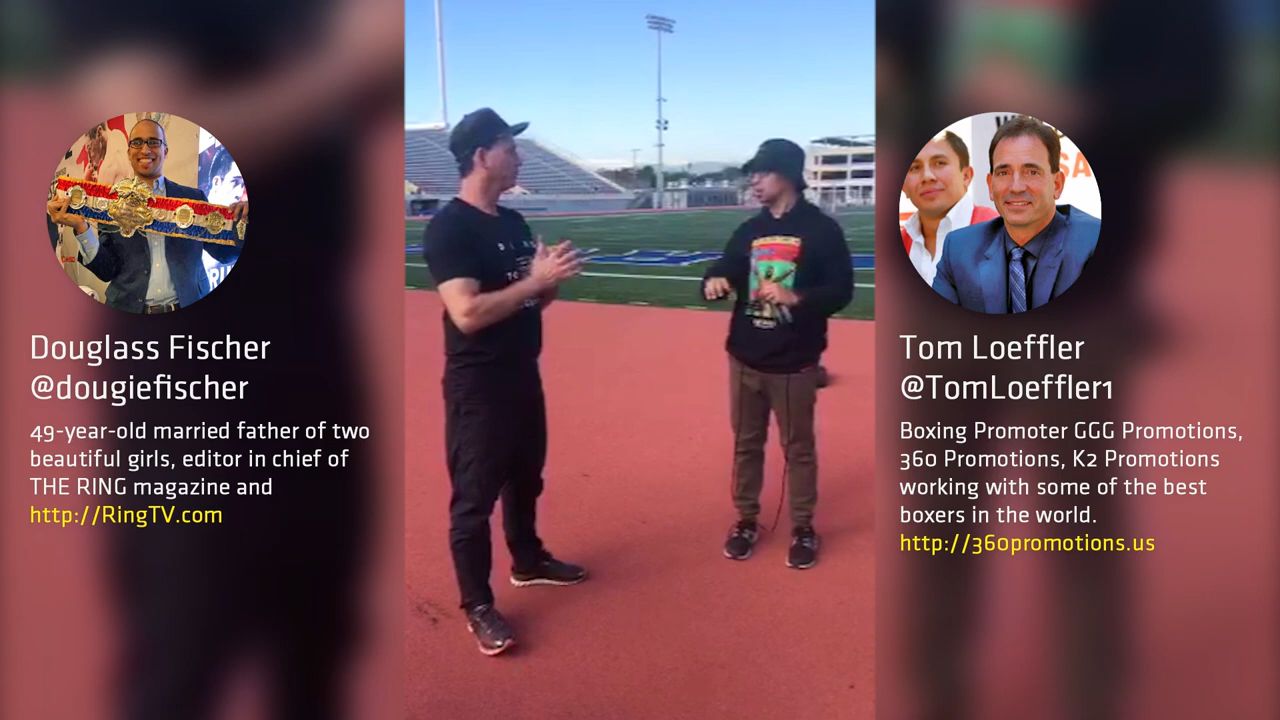 Douglass Fischer
@dougiefischer
49-year-old married father of two
beautiful girls, editor in chief of
THE RING magazine and
http://RingTV.com
Tom Loeffler
@TomLoeffler1
Boxing Promoter GGG Promotions,
360 Promotions, K2 Promotions
working with some of the best
boxers in the world.
http://360promotions.us